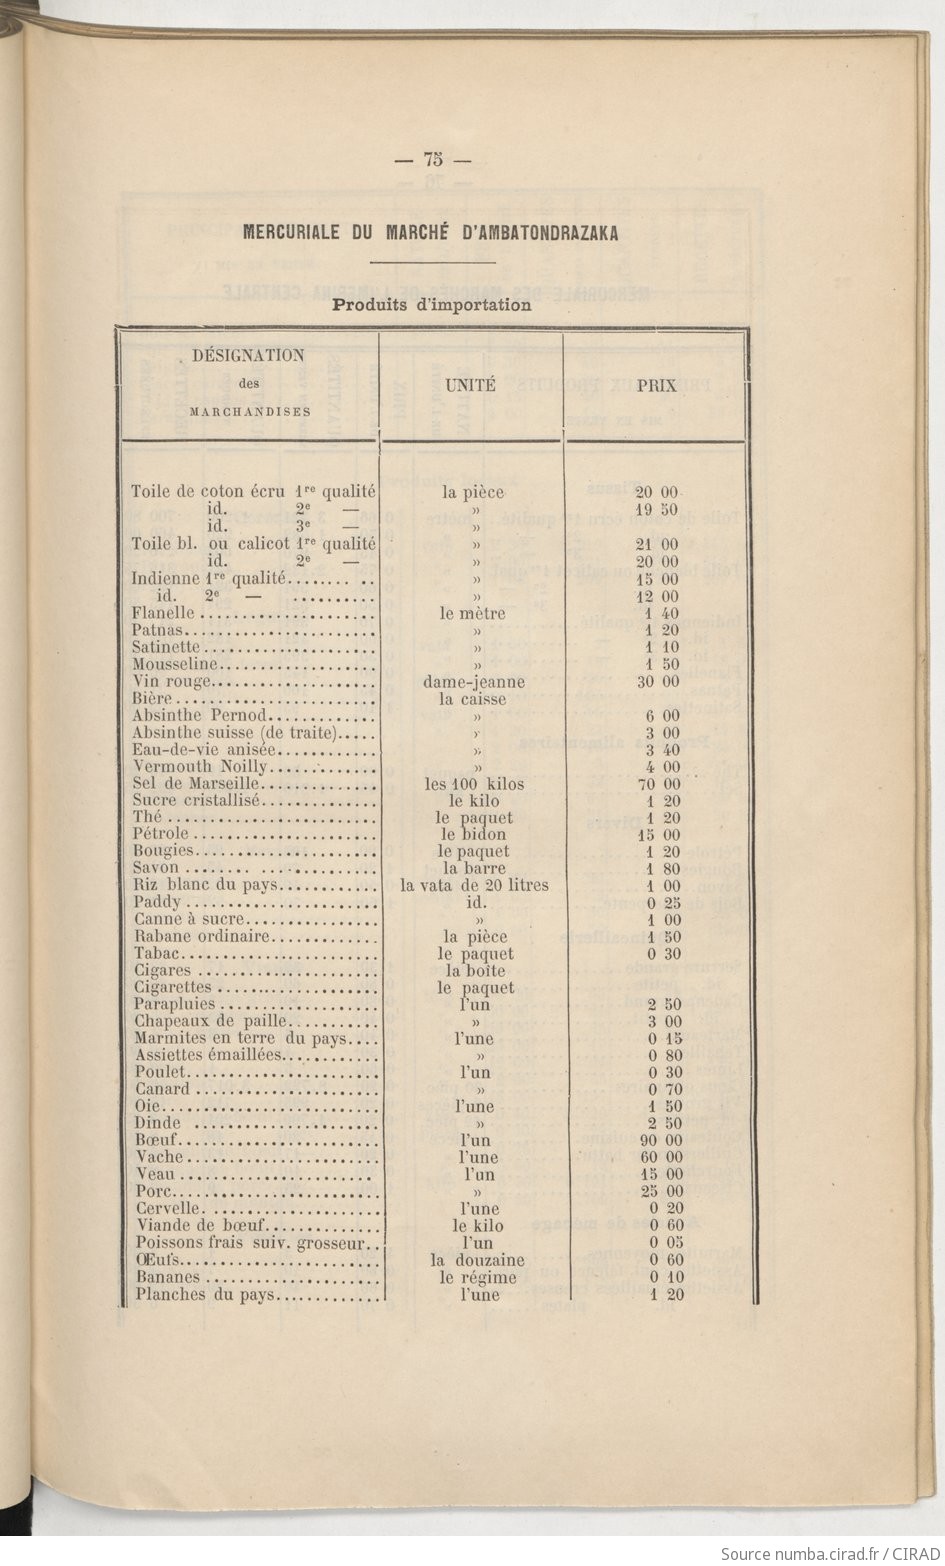 — 75 —
MERCURIALE DU MARCHÉ D'AMBATONDRAZAKA
Produits d'importation
DÉSIGNATION
des
MARCHANDISES
UNITÉ
PRIX
Toile de coton écru 1re qualité la pièce 20 00
id. 2e — » 19 50
id. 3e — »
Toile bl. ou calicot 1re qualité » 21 00
id. 2e — » 20 00
Indienne 1re qualité........ .. » 15 00
id. 2e — .......... » 12 00
Flanelle ..................... le mètre 1 40
Patnas....................... » 1 20
Satinette..................... » 1 10
Mousseline................... » 1 50
Vin rouge.................... dame-jeanne 30 00
Bière........................ la caisse
Absinthe Pernod............. » 6 00
Absinthe suisse (de traite)..... » 3 00
Eau-de-vie anisée............ » 3 40
Vermouth Noilly............. » 4 00
Sel de Marseille.............. les 100 kilos 70 00
Sucre cristallisé.............. le kilo 1 20
Thé ......................... le paquet 1 20
Pétrole ...................... le bidon 15 00
Bougies...................... le paquet 1 20
Savon ........ .............. la barre 1 80
Riz blanc du pays............ la vata de 20 litres 1 00
Paddy ....................... id. 0 25
Canne à sucre................ » 1 00
Rabane ordinaire............. la pièce 1 50
Tabac........................ le paquet 0 30
Cigares ...................... la boîte
Cigarettes ................... le paquet
Parapluies ................... l'un 2 50
Chapeaux de paille........... » 3 00
Marmites en terre du pays.... l'une 0 15
Assiettes émaillées............ » 0 80
Poulet....................... l'un 0 30
Canard ...................... » 0 70
Oie.......................... l'une 1 50
Dinde ...................... » 2 50
Bœuf........................ l'un 90 00
Vache....................... l'une 60 00
Veau ....................... l'un 15 00
Porc......................... » 25 00
Cervelle. .................... l'une 0 20
Viande de bœuf.............. le kilo 0 60
Poissons frais suiv. grosseur.. l'un 0 05
Œufs........................ la douzaine 0 60
Bananes ..................... le régime 0 10
Planches du pays............. l'une 1 20
Source numba.cirad.fr / CIRAD